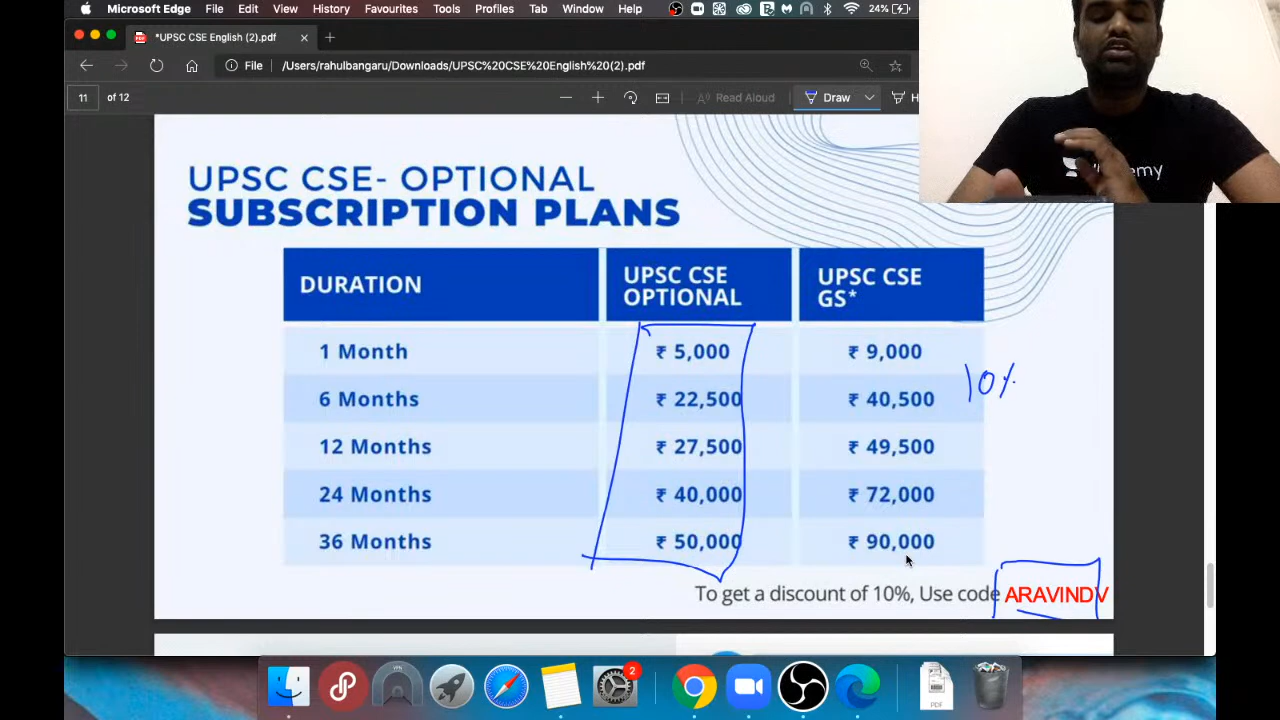 Microsoft Edge File Edit View History Favourites Tools Profiles Tab Window Help 24%
*UPSC CSE English (2).pdf
File /Users/rahulbangaru/Downloads/UPSC%20CSE%20English%20(2).pdf
11 of 12 Read Aloud Draw H
UPSC CSE- OPTIONAL
SUBSCRIPTION PLANS
DURATION UPSC CSE OPTIONAL UPSC CSE GS*
1 Month ₹ 5,000 ₹ 9,000
10%
6 Months ₹ 22,500 ₹ 40,500
12 Months ₹ 27,500 ₹ 49,500
24 Months ₹ 40,000 ₹ 72,000
36 Months ₹ 50,000 ₹ 90,000
To get a discount of 10%, Use code ARAVINDV
VPN
2
PDF